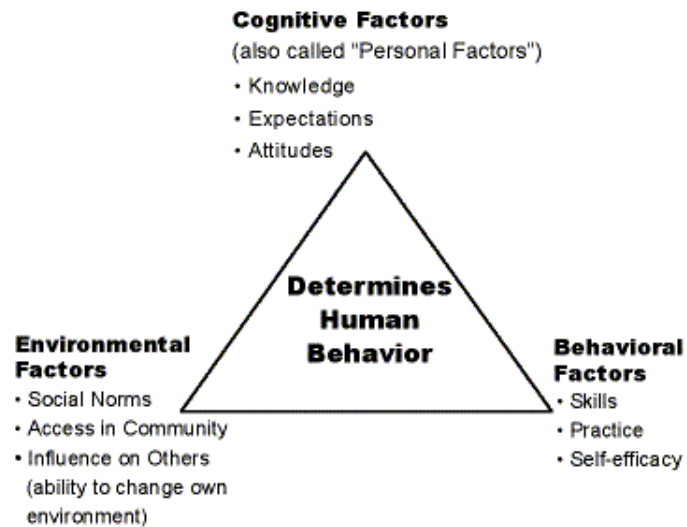 Cognitive Factors
(also called "Personal Factors")
• Knowledge
• Expectations
• Attitudes
Determines
Human
Behavior
Environmental
Factors
• Social Norms
• Access in Community
• Influence on Others
(ability to change own
environment)
Behavioral
Factors
• Skills
• Practice
• Self-efficacy